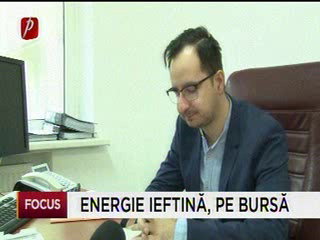 P
FOCUS
ENERGIE IEFTINĂ, PE BURSĂ